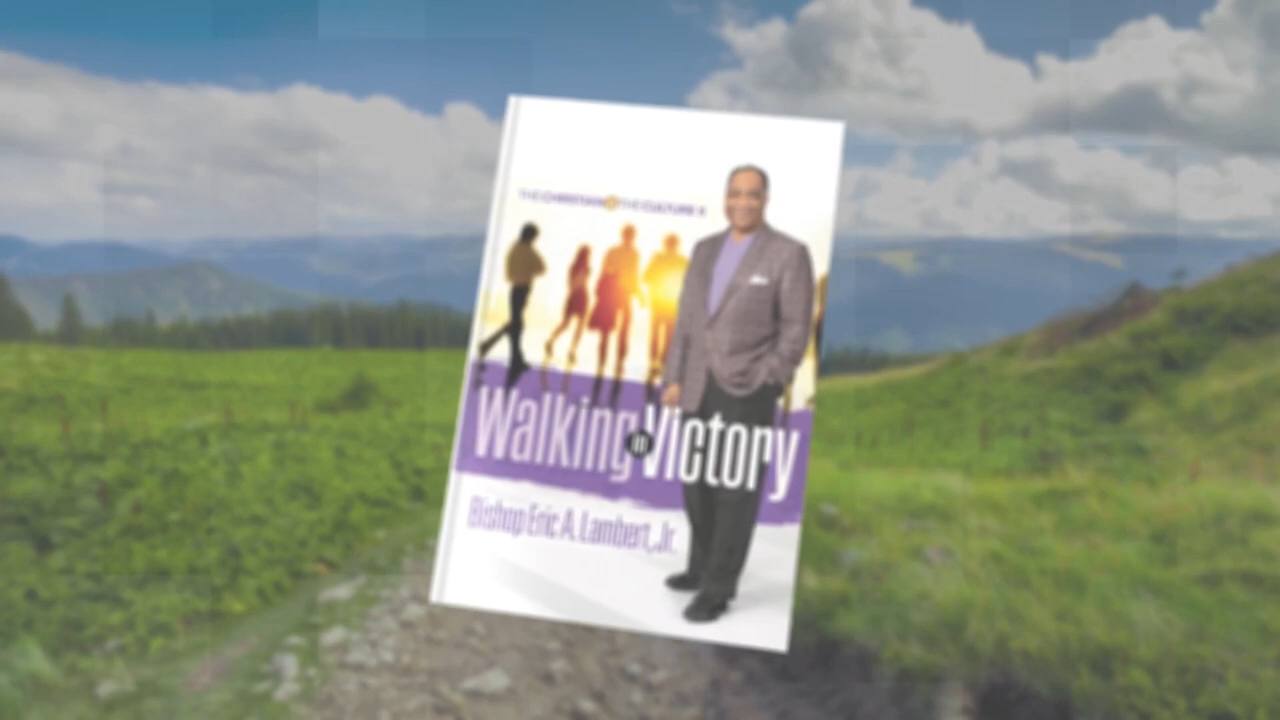 THE CHRISTIAN & THE CULTURE II
Walking in Victory
Bishop Eric A. Lambert, Jr.